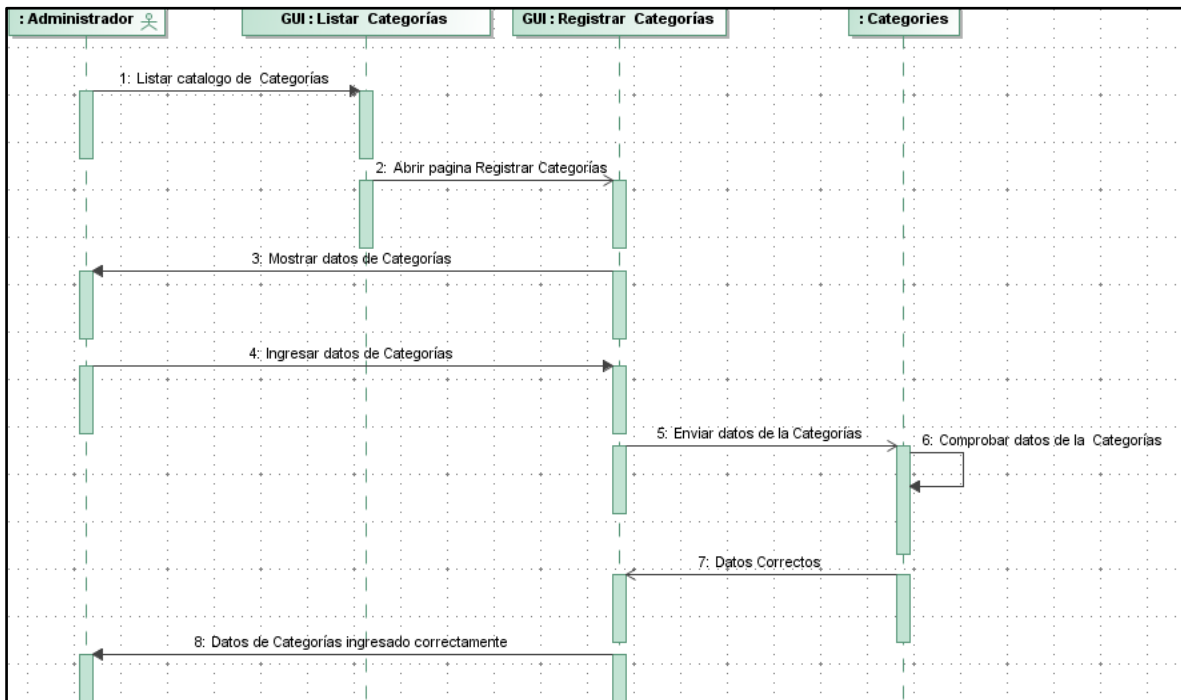 : Administrador
GUI : Listar Categorías
GUI : Registrar Categorías
: Categories
1: Listar catalogo de Categorías
2: Abrir pagina Registrar Categorías
3: Mostrar datos de Categorías
4: Ingresar datos de Categorías
5: Enviar datos de la Categorías
6: Comprobar datos de la Categorías
7: Datos Correctos
8: Datos de Categorías ingresado correctamente